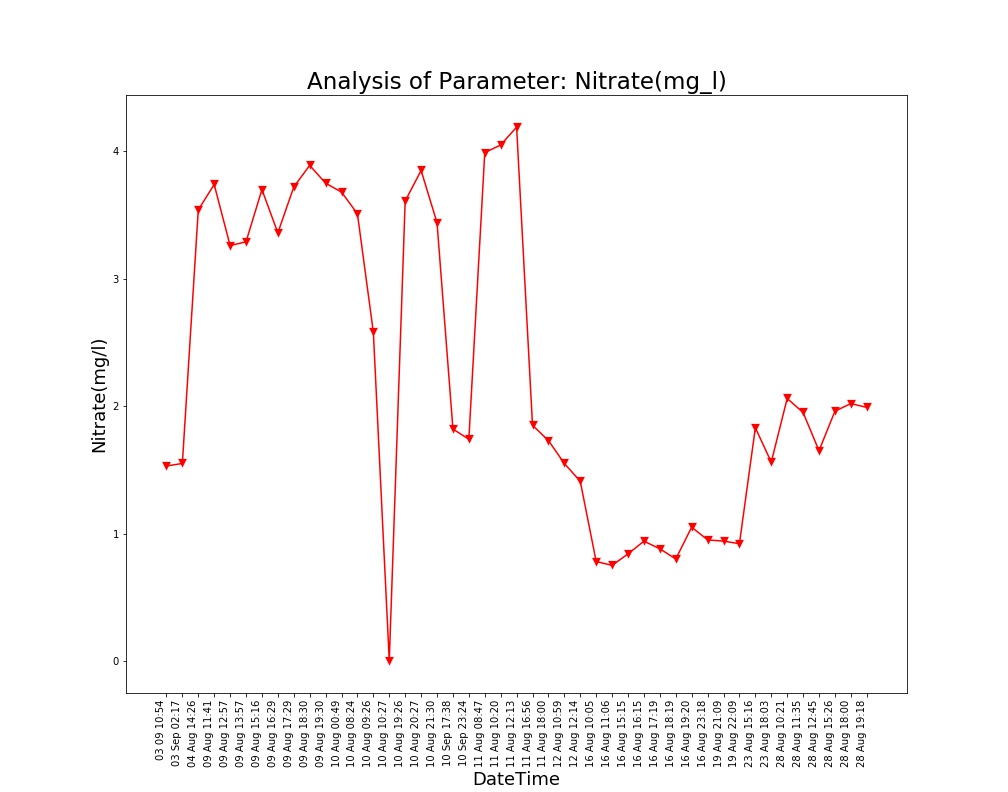 Analysis of Parameter: Nitrate(mg_l)
Nitrate(mg/l)
4
3
2
1
0
03 09 10:54
03 Sep 02:17
04 Aug 14:26
09 Aug 11:41
09 Aug 12:57
09 Aug 13:57
09 Aug 15:16
09 Aug 16:29
09 Aug 17:29
09 Aug 18:30
09 Aug 19:30
10 Aug 00:49
10 Aug 08:24
10 Aug 09:26
10 Aug 10:27
10 Aug 19:26
10 Aug 20:27
10 Aug 21:30
10 Sep 17:38
10 Sep 23:24
11 Aug 08:47
11 Aug 10:20
11 Aug 12:13
11 Aug 16:56
11 Aug 18:00
12 Aug 10:59
12 Aug 12:14
16 Aug 10:05
16 Aug 11:06
16 Aug 15:15
16 Aug 16:15
16 Aug 17:19
16 Aug 18:19
16 Aug 19:20
16 Aug 23:18
19 Aug 21:09
19 Aug 22:09
23 Aug 15:16
23 Aug 18:03
28 Aug 10:21
28 Aug 11:35
28 Aug 12:45
28 Aug 15:26
28 Aug 18:00
28 Aug 19:18
DateTime